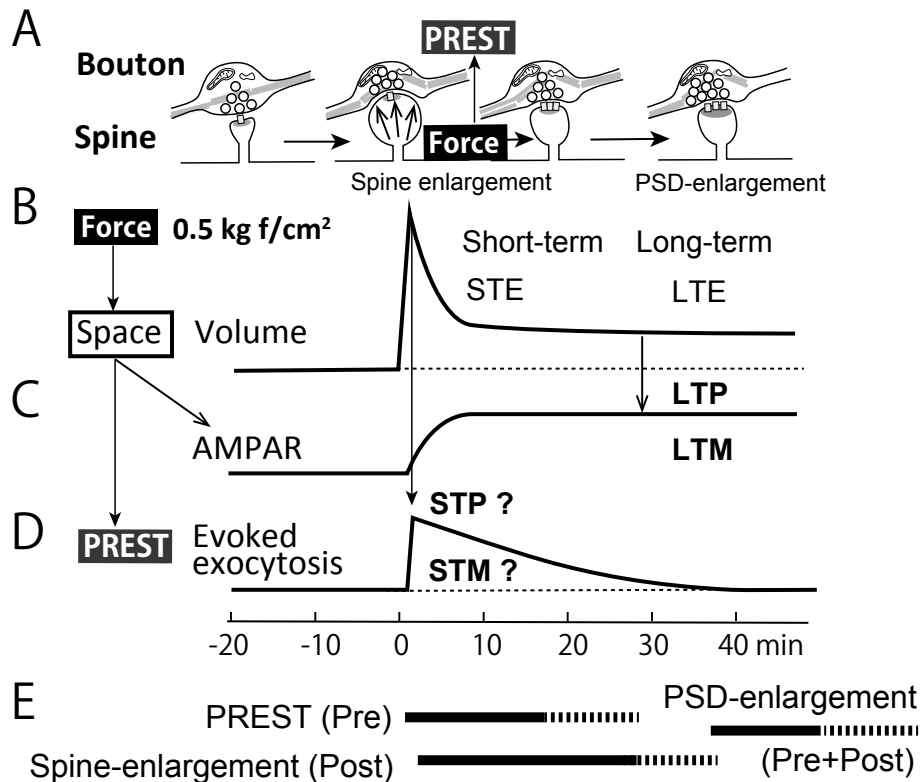 A
PREST
Bouton
Spine
Force
Spine enlargement
PSD-enlargement
B
Force 0.5 kg f/cm²
Short-term Long-term
STE LTE
Space Volume
C
LTP
AMPAR LTM
STP ?
D
PREST Evoked
exocytosis
STM ?
-20 -10 0 10 20 30 40 min
E
PSD-enlargement
PREST (Pre)
Spine-enlargement (Post) (Pre+Post)